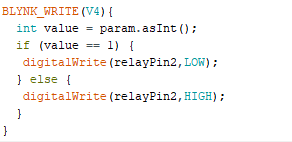 BLYNK_WRITE(V4){
  int value = param.asInt();
  if (value == 1) {
   digitalWrite(relayPin2,LOW);
  } else {
   digitalWrite(relayPin2,HIGH);
  }
}